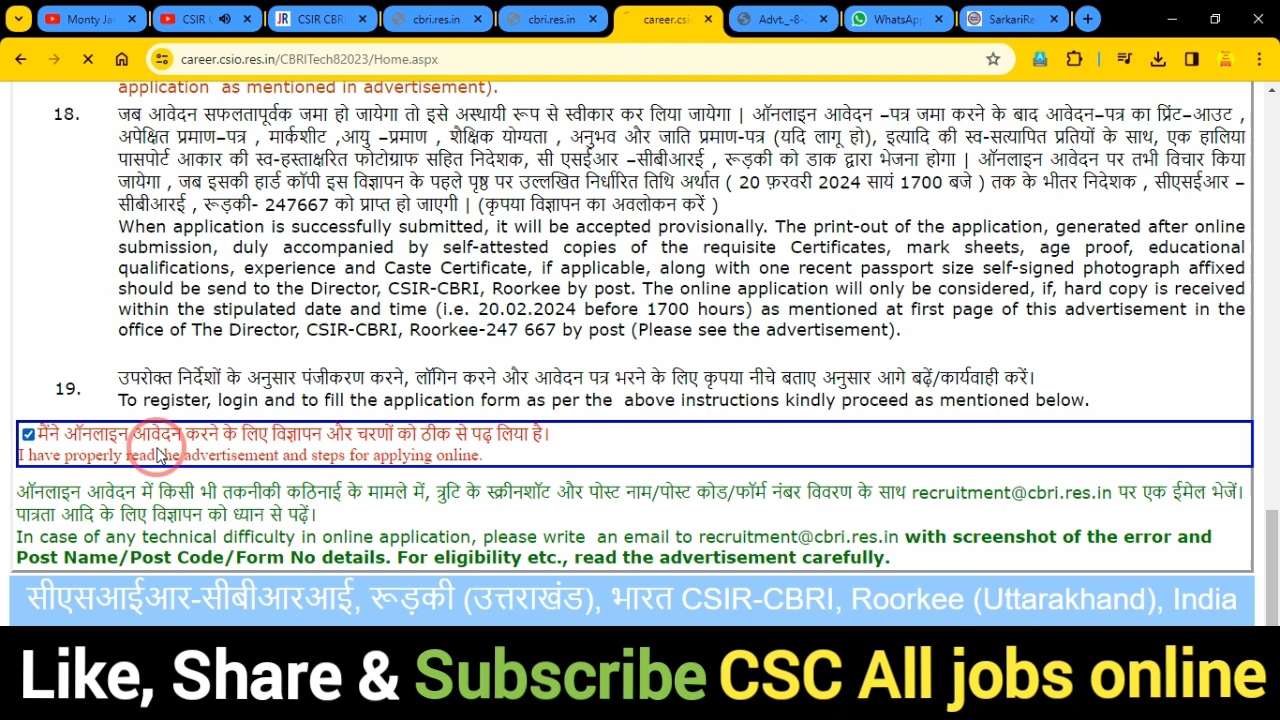 Monty Ja
CSIR C
CSIR CBR
cbri.res.in
cbri.res.in
career.csi
Advt._-8-
WhatsAp
SarkariRe
career.csio.res.in/CBRITech82023/Home.aspx
application as mentioned in advertisement).
18. जब आवेदन सफलतापूर्वक जमा हो जायेगा तो इसे अस्थायी रूप से स्वीकार कर लिया जायेगा | ऑनलाइन आवेदन –पत्र जमा करने के बाद आवेदन–पत्र का प्रिंट-आउट ,
अपेक्षित प्रमाण–पत्र , मार्कशीट ,आयु –प्रमाण , शैक्षिक योग्यता , अनुभव और जाति प्रमाण-पत्र (यदि लागू हो), इत्यादि की स्व-सत्यापित प्रतियों के साथ, एक हालिया
पासपोर्ट आकार की स्व-हस्ताक्षरित फोटोग्राफ सहित निदेशक, सी एसईआर –सीबीआरई , रूड़की को डाक द्वारा भेजना होगा | ऑनलाइन आवेदन पर तभी विचार किया
जायेगा , जब इसकी हार्ड कॉपी इस विज्ञापन के पहले पृष्ठ पर उल्लखित निर्धारित तिथि अर्थात ( 20 फ़रवरी 2024 सायं 1700 बजे ) तक के भीतर निदेशक , सीएसईआर –
सीबीआरई , रूड़की- 247667 को प्राप्त हो जाएगी | (कृपया विज्ञापन का अवलोकन करें )
When application is successfully submitted, it will be accepted provisionally. The print-out of the application, generated after online
submission, duly accompanied by self-attested copies of the requisite Certificates, mark sheets, age proof, educational
qualifications, experience and Caste Certificate, if applicable, along with one recent passport size self-signed photograph affixed
should be send to the Director, CSIR-CBRI, Roorkee by post. The online application will only be considered, if, hard copy is received
within the stipulated date and time (i.e. 20.02.2024 before 1700 hours) as mentioned at first page of this advertisement in the
office of The Director, CSIR-CBRI, Roorkee-247 667 by post (Please see the advertisement).
19. उपरोक्त निर्देशों के अनुसार पंजीकरण करने, लॉगिन करने और आवेदन पत्र भरने के लिए कृपया नीचे बताए अनुसार आगे बढ़ें/कार्यवाही करें।
To register, login and to fill the application form as per the above instructions kindly proceed as mentioned below.
मैंने ऑनलाइन आवेदन करने के लिए विज्ञापन और चरणों को ठीक से पढ़ लिया है।
I have properly read the advertisement and steps for applying online.
ऑनलाइन आवेदन में किसी भी तकनीकी कठिनाई के मामले में, त्रुटि के स्क्रीनशॉट और पोस्ट नाम/पोस्ट कोड/फॉर्म नंबर विवरण के साथ recruitment@cbri.res.in पर एक ईमेल भेजें।
पात्रता आदि के लिए विज्ञापन को ध्यान से पढ़ें।
In case of any technical difficulty in online application, please write an email to recruitment@cbri.res.in with screenshot of the error and
Post Name/Post Code/Form No details. For eligibility etc., read the advertisement carefully.
सीएसआईआर-सीबीआरआई, रूड़की (उत्तराखंड), भारत CSIR-CBRI, Roorkee (Uttarakhand), India
Like, Share & Subscribe CSC All jobs online